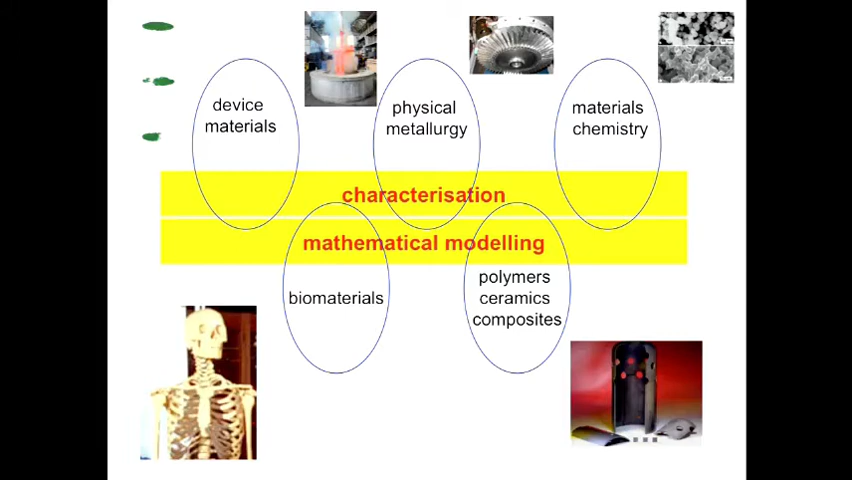 device
materials
physical
metallurgy
materials
chemistry
characterisation
mathematical modelling
biomaterials
polymers
ceramics
composites